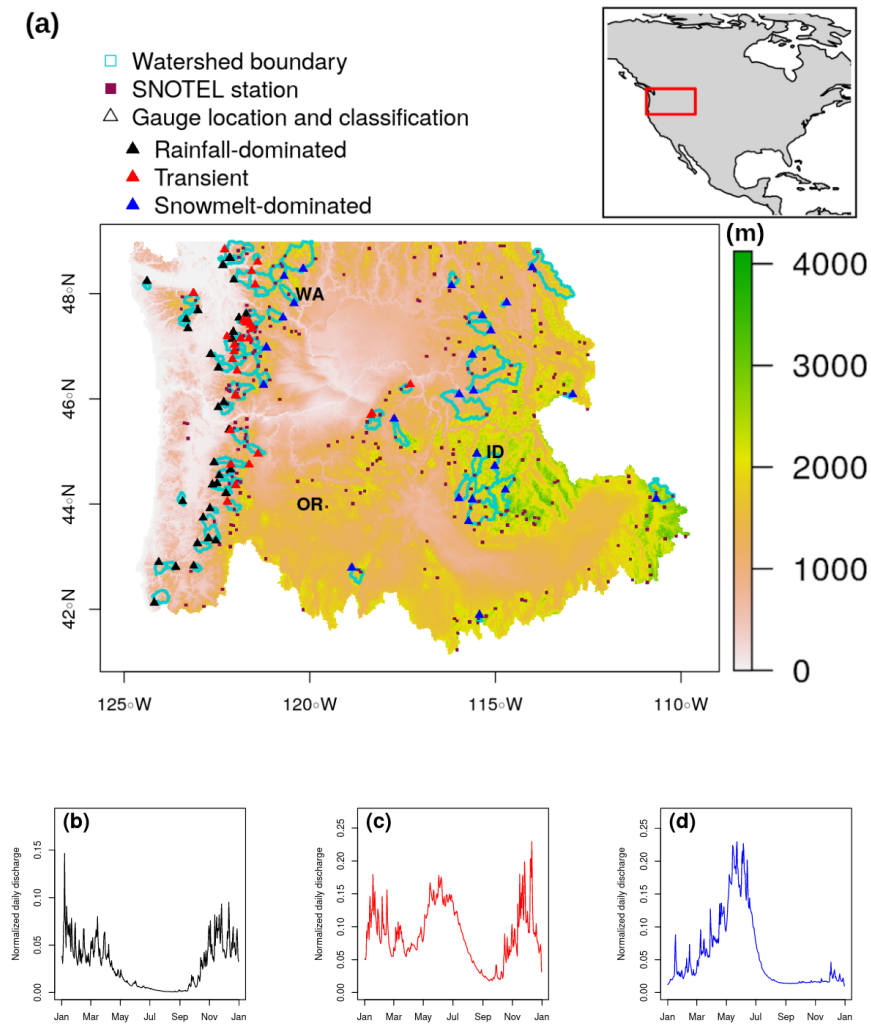 (a)
Watershed boundary
SNOTEL station
Gauge location and classification
Rainfall-dominated
Transient
Snowmelt-dominated
(m)
4000
3000
2000
1000
0
48○N
46○N
44○N
42○N
WA
ID
OR
125○W
120○W
115○W
110○W
(b)
Normalized daily discharge
0.15
0.10
0.05
0.00
Jan Mar May Jul Sep Nov Jan
(c)
Normalized daily discharge
0.25
0.20
0.15
0.10
0.05
0.00
Jan Mar May Jul Sep Nov Jan
(d)
Normalized daily discharge
0.25
0.20
0.15
0.10
0.05
0.00
Jan Mar May Jul Sep Nov Jan